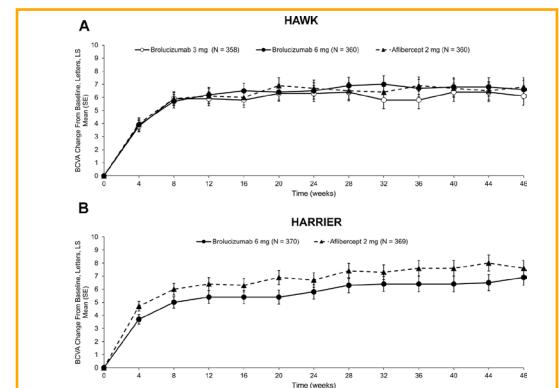 A
HAWK
Brolucizumab 3 mg (N = 358) Brolucizumab 6 mg (N = 360) Aflibercept 2 mg (N = 360)
BCVA Change From Baseline, Letters, LS
Mean (SE)
10
9
8
7
6
5
4
3
2
1
0
0 4 8 12 16 20 24 28 32 36 40 44 48
Time (weeks)
B
HARRIER
Brolucizumab 6 mg (N = 370) Aflibercept 2 mg (N = 369)
BCVA Change From Baseline, Letters, LS
Mean (SE)
10
9
8
7
6
5
4
3
2
1
0
0 4 8 12 16 20 24 28 32 36 40 44 48
Time (weeks)